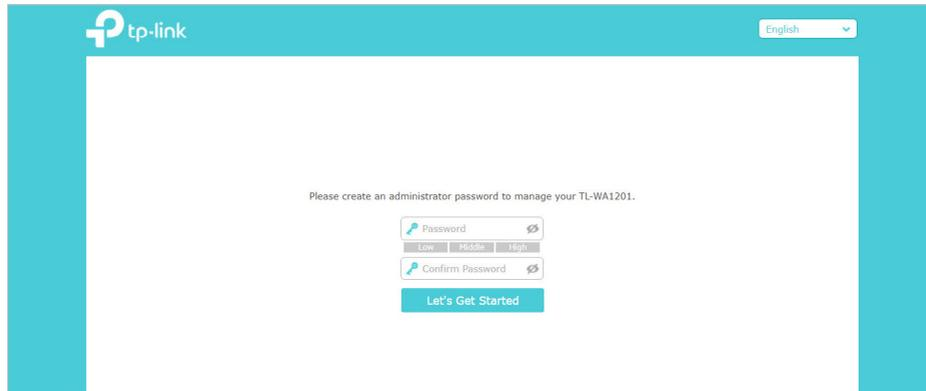 tp-link
English
Please create an administrator password to manage your TL-WA1201.
Password
Low Middle High
Confirm Password
Let's Get Started